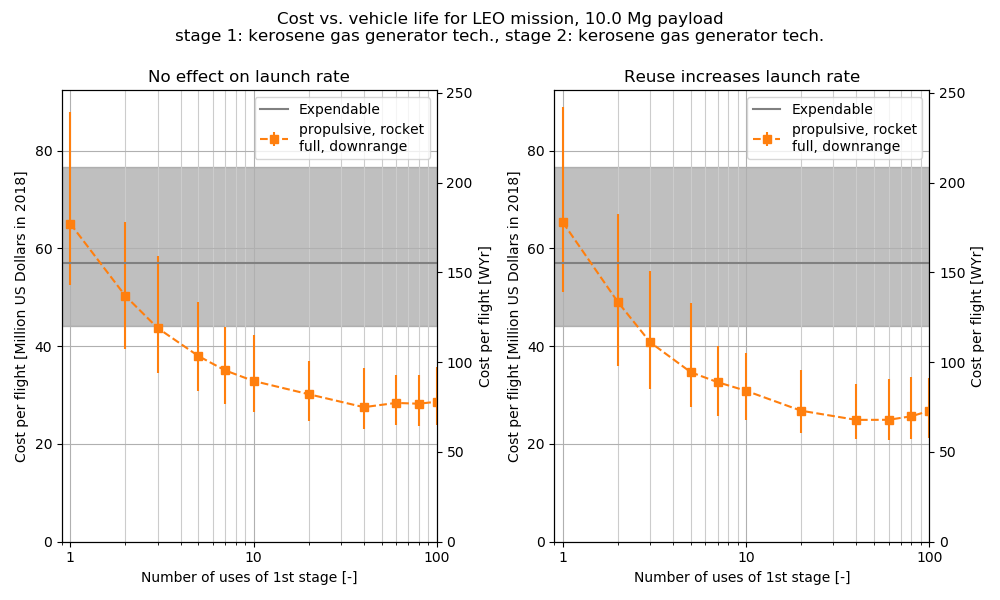 Cost vs. vehicle life for LEO mission, 10.0 Mg payload
stage 1: kerosene gas generator tech., stage 2: kerosene gas generator tech.
No effect on launch rate
Expendable
propulsive, rocket
full, downrange
Cost per flight [Million US Dollars in 2018]
80
60
40
20
0
250
200
150
100
50
0
Cost per flight [WYr]
1
10
100
Number of uses of 1st stage [-]
Reuse increases launch rate
Expendable
propulsive, rocket
full, downrange
Cost per flight [Million US Dollars in 2018]
80
60
40
20
0
250
200
150
100
50
0
Cost per flight [WYr]
1
10
100
Number of uses of 1st stage [-]